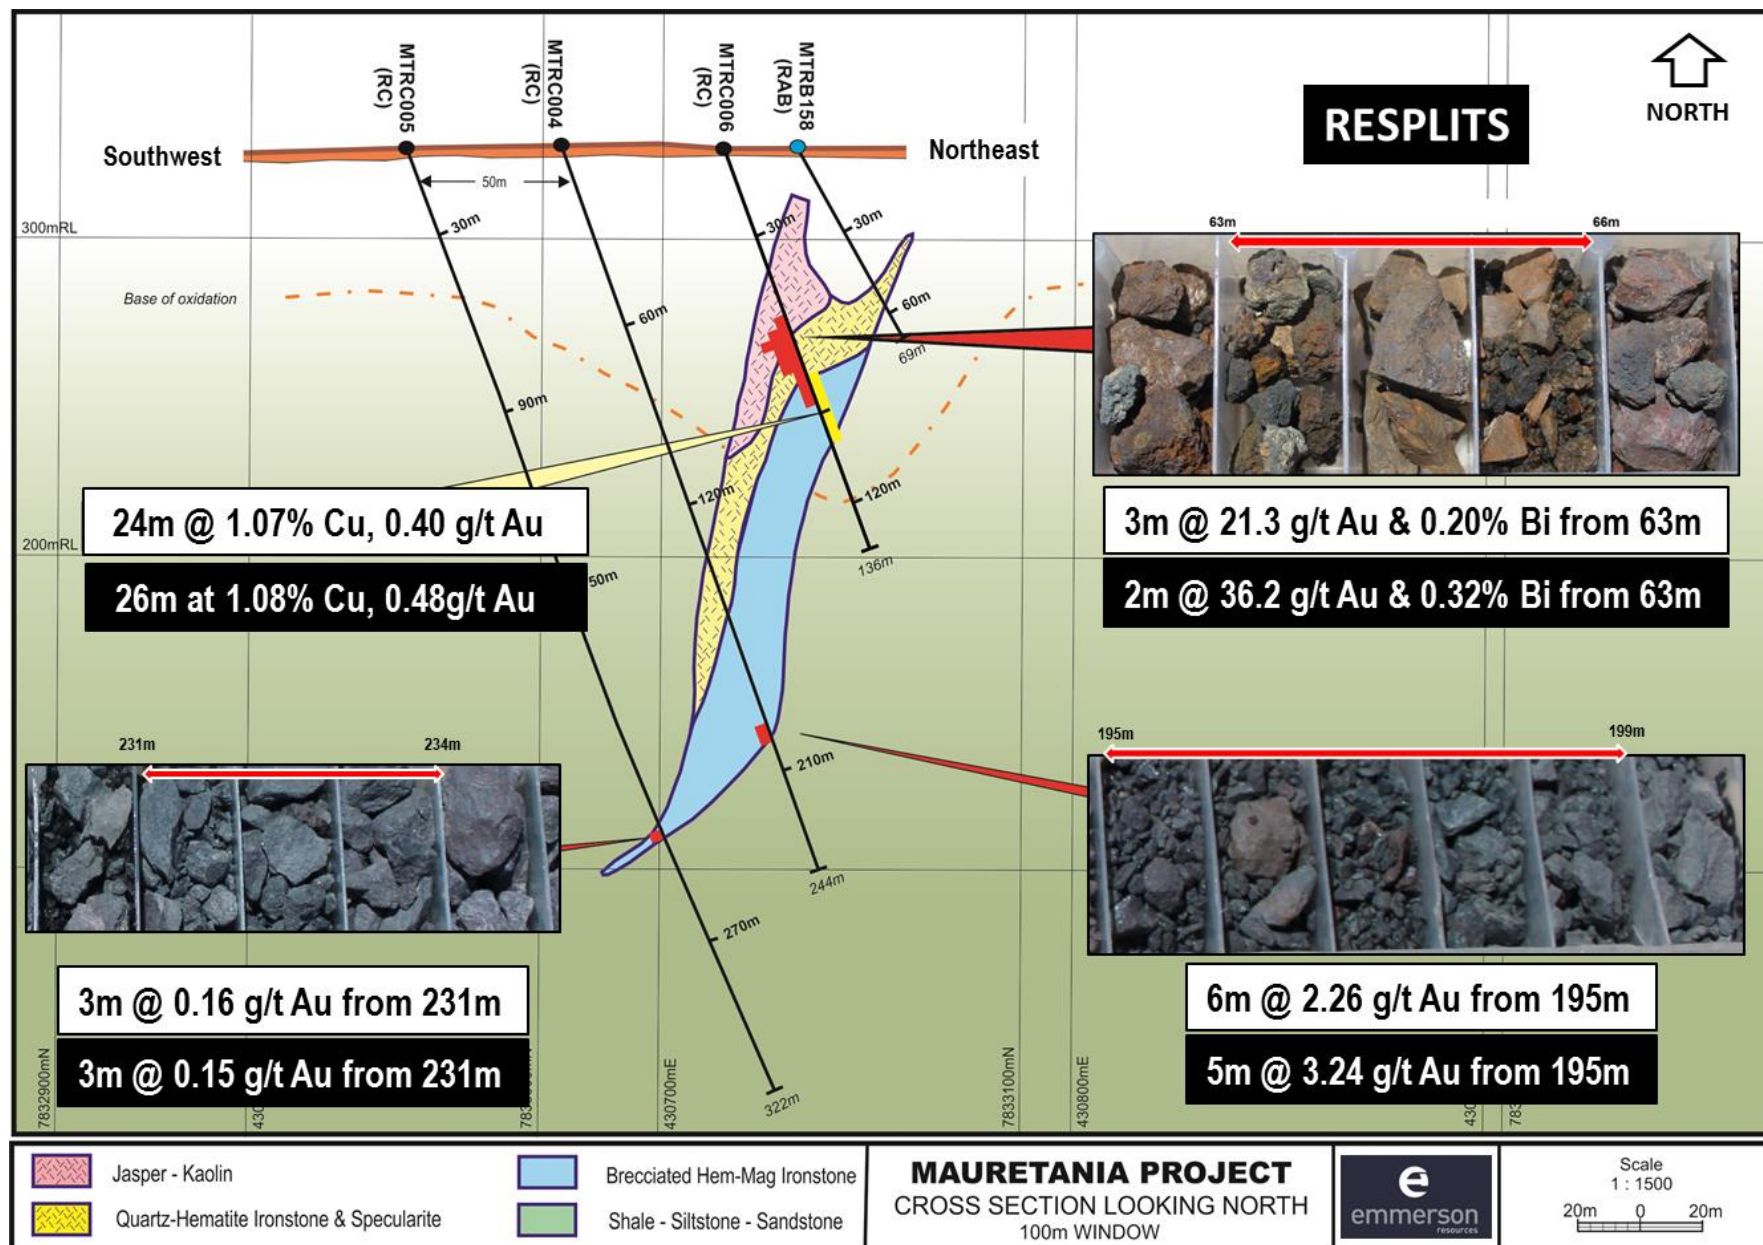 MTRC005
(RC)
MTRC004
(RC)
MTRC006
(RC)
MTRB158
(RAB)
RESPLITS
NORTH
Southwest
Northeast
50m
30m
30m
30m
300mRL
63m
66m
Base of oxidation
60m
60m
69m
90m
120m
120m
24m @ 1.07% Cu, 0.40 g/t Au
26m at 1.08% Cu, 0.48g/t Au
3m @ 21.3 g/t Au & 0.20% Bi from 63m
2m @ 36.2 g/t Au & 0.32% Bi from 63m
200mRL
136m
50m
231m
234m
195m
199m
210m
244m
270m
322m
3m @ 0.16 g/t Au from 231m
3m @ 0.15 g/t Au from 231m
6m @ 2.26 g/t Au from 195m
5m @ 3.24 g/t Au from 195m
7832900mN
430700mE
7833100mN
430800mE
Jasper - Kaolin
Quartz-Hematite Ironstone & Specularite
Brecciated Hem-Mag Ironstone
Shale - Siltstone - Sandstone
MAURETANIA PROJECT
CROSS SECTION LOOKING NORTH
100m WINDOW
e
emmerson
resources
Scale
1 : 1500
20m 0 20m